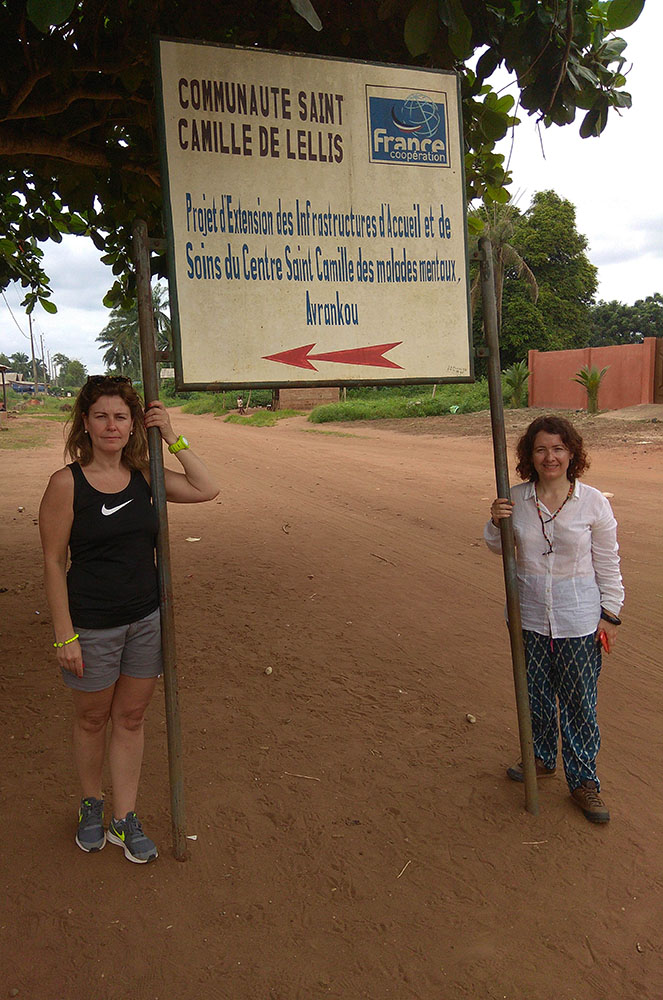 COMMUNAUTE SAINT
CAMILLE DE LELLIS
France
coopération
Projet d'Extension des Infrastructures d'Accueil et de
Soins du Centre Saint Camille des malades mentaux.
Avrankou